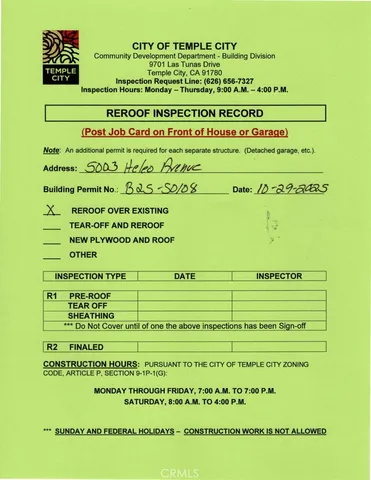 CITY OF TEMPLE CITY
Community Development Department - Building Division
9701 Las Tunas Drive
Temple City, CA 91780
Inspection Request Line: (626) 656-7327
Inspection Hours: Monday – Thursday, 9:00 A.M. – 4:00 P.M.
TEMPLE
CITY
REROOF INSPECTION RECORD
(Post Job Card on Front of House or Garage)
Note: An additional permit is required for each separate structure. (Detached garage, etc.).
Address: 5003 Heleo Avenue
Building Permit No.: B25-50108 Date: 10-29-2025
X REROOF OVER EXISTING
TEAR-OFF AND REROOF
NEW PLYWOOD AND ROOF
OTHER
INSPECTION TYPE DATE INSPECTOR
R1 PRE-ROOF
TEAR OFF
SHEATHING
*** Do Not Cover until of one the above inspections has been Sign-off
R2 FINALED
CONSTRUCTION HOURS: PURSUANT TO THE CITY OF TEMPLE CITY ZONING
CODE, ARTICLE P, SECTION 9-1P-1(G):
MONDAY THROUGH FRIDAY, 7:00 A.M. TO 7:00 P.M.
SATURDAY, 8:00 A.M. TO 4:00 P.M.
*** SUNDAY AND FEDERAL HOLIDAYS – CONSTRUCTION WORK IS NOT ALLOWED
CRMLS